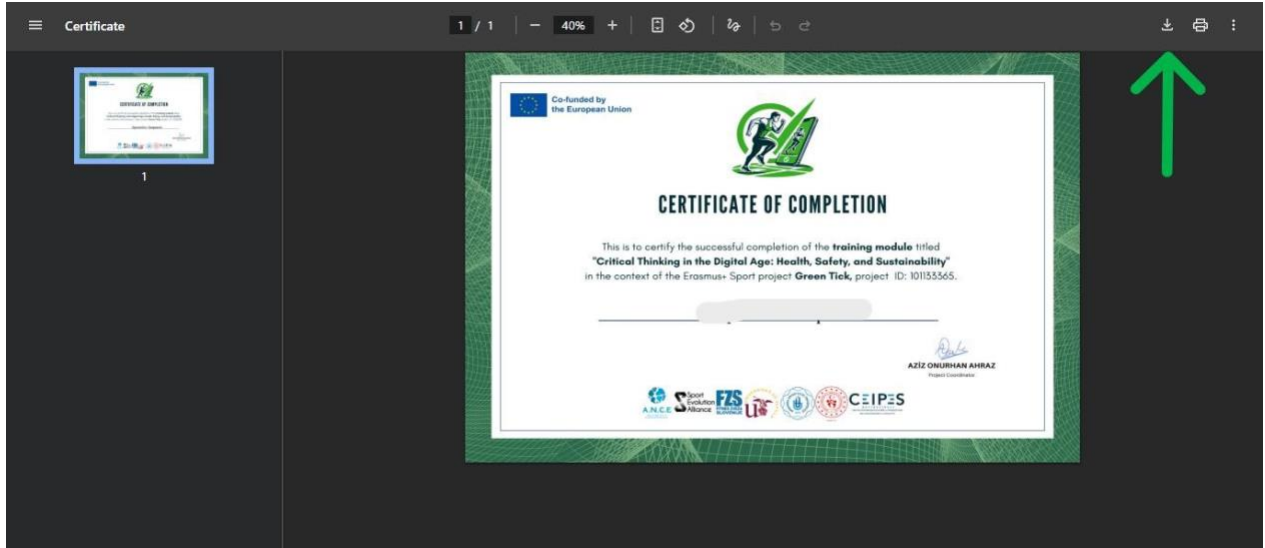 Certificate
1 / 1
40%
1
Co-funded by
the European Union
CERTIFICATE OF COMPLETION
This is to certify the successful completion of the training module titled
"Critical Thinking in the Digital Age: Health, Safety, and Sustainability"
in the context of the Erasmus+ Sport project Green Tick, project ID: 101133365.
AZİZ ONURHAN AHRAZ
Project Coordinator
A.N.C.E
Sport
Evolution
Alliance
FZS
CEIPES